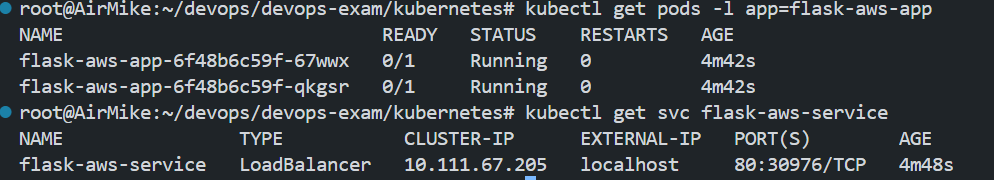 root@AirMike:~/devops/devops-exam/kubernetes# kubectl get pods -l app=flask-aws-app
NAME READY STATUS RESTARTS AGE
flask-aws-app-6f48b6c59f-67wwx 0/1 Running 0 4m42s
flask-aws-app-6f48b6c59f-qkgsr 0/1 Running 0 4m42s
root@AirMike:~/devops/devops-exam/kubernetes# kubectl get svc flask-aws-service
NAME TYPE CLUSTER-IP EXTERNAL-IP PORT(S) AGE
flask-aws-service LoadBalancer 10.111.67.205 localhost 80:30976/TCP 4m48s